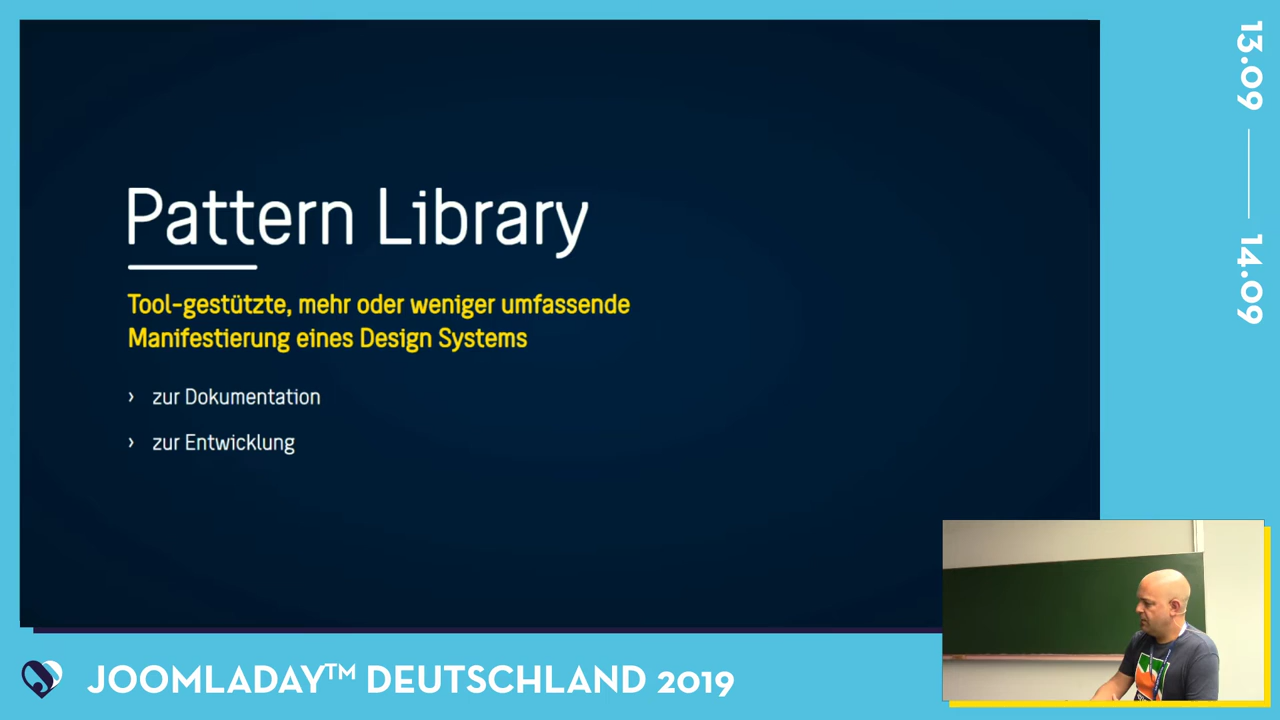 Pattern Library
Tool-gestützte, mehr oder weniger umfassende
Manifestierung eines Design Systems
› zur Dokumentation
› zur Entwicklung
13.09
14.09
JOOMLADAY™ DEUTSCHLAND 2019